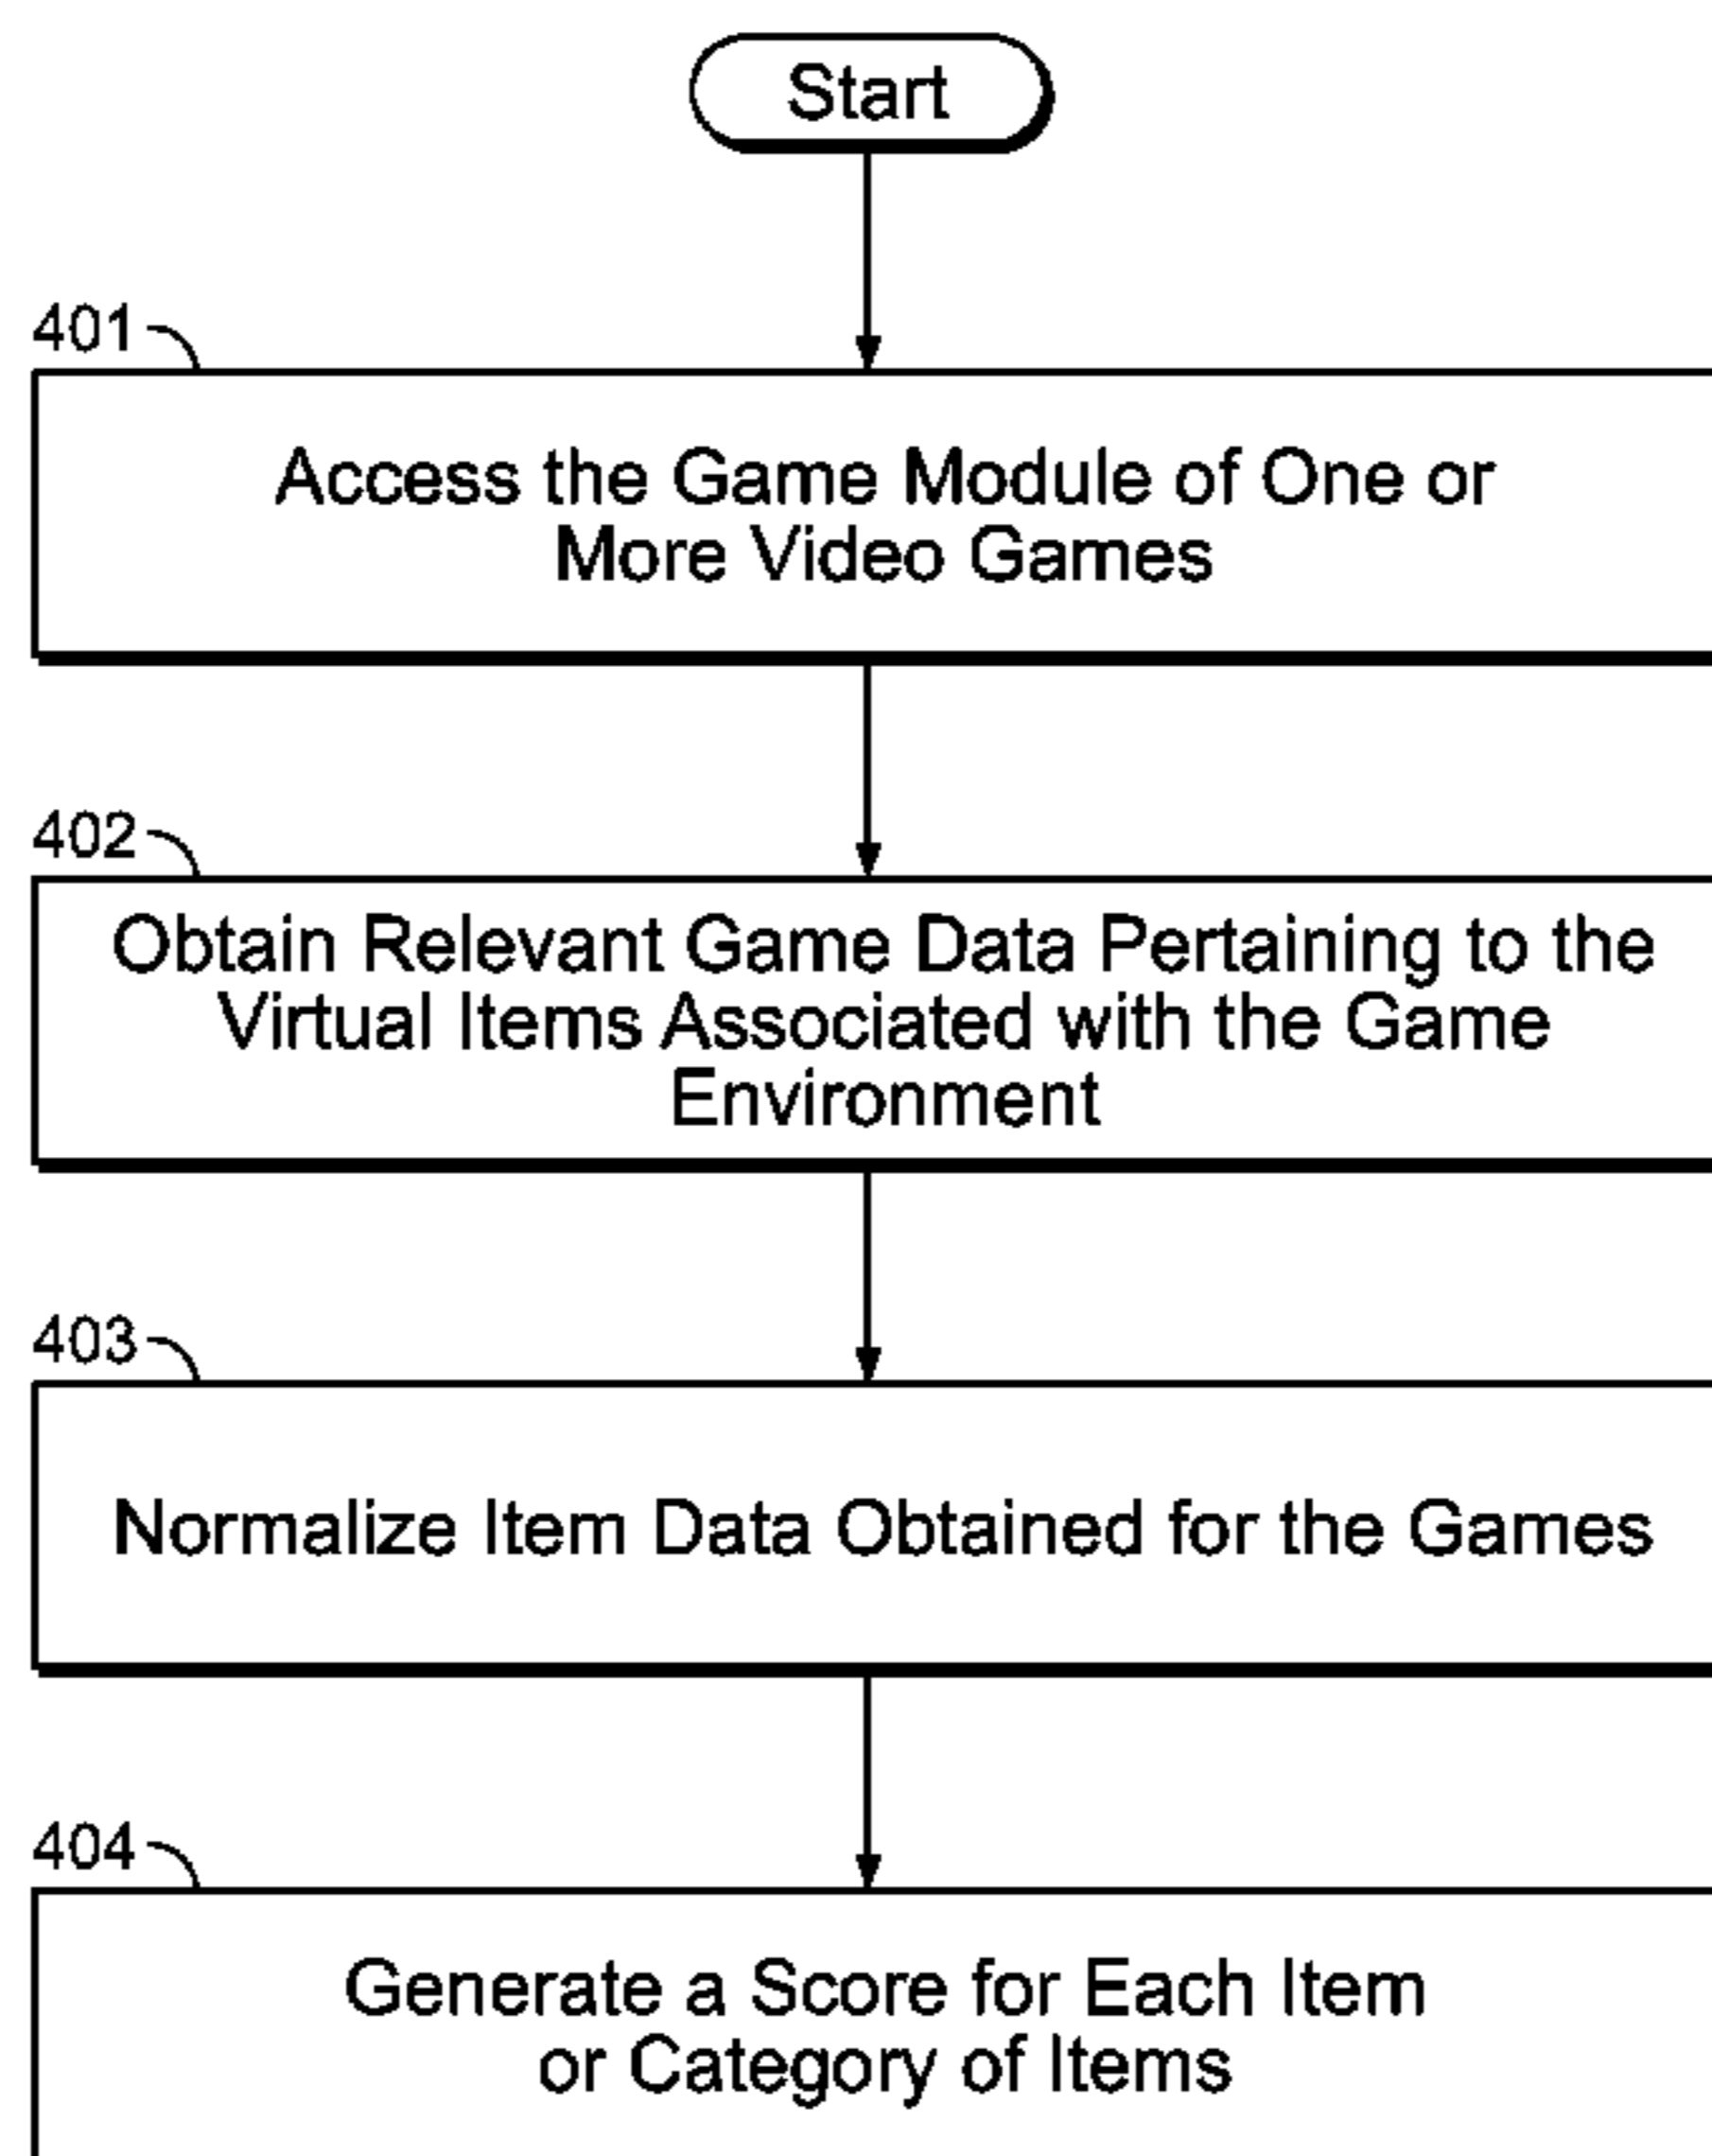 Start
401
Access the Game Module of One or
More Video Games
402
Obtain Relevant Game Data Pertaining to the
Virtual Items Associated with the Game
Environment
403
Normalize Item Data Obtained for the Games
404
Generate a Score for Each Item
or Category of Items